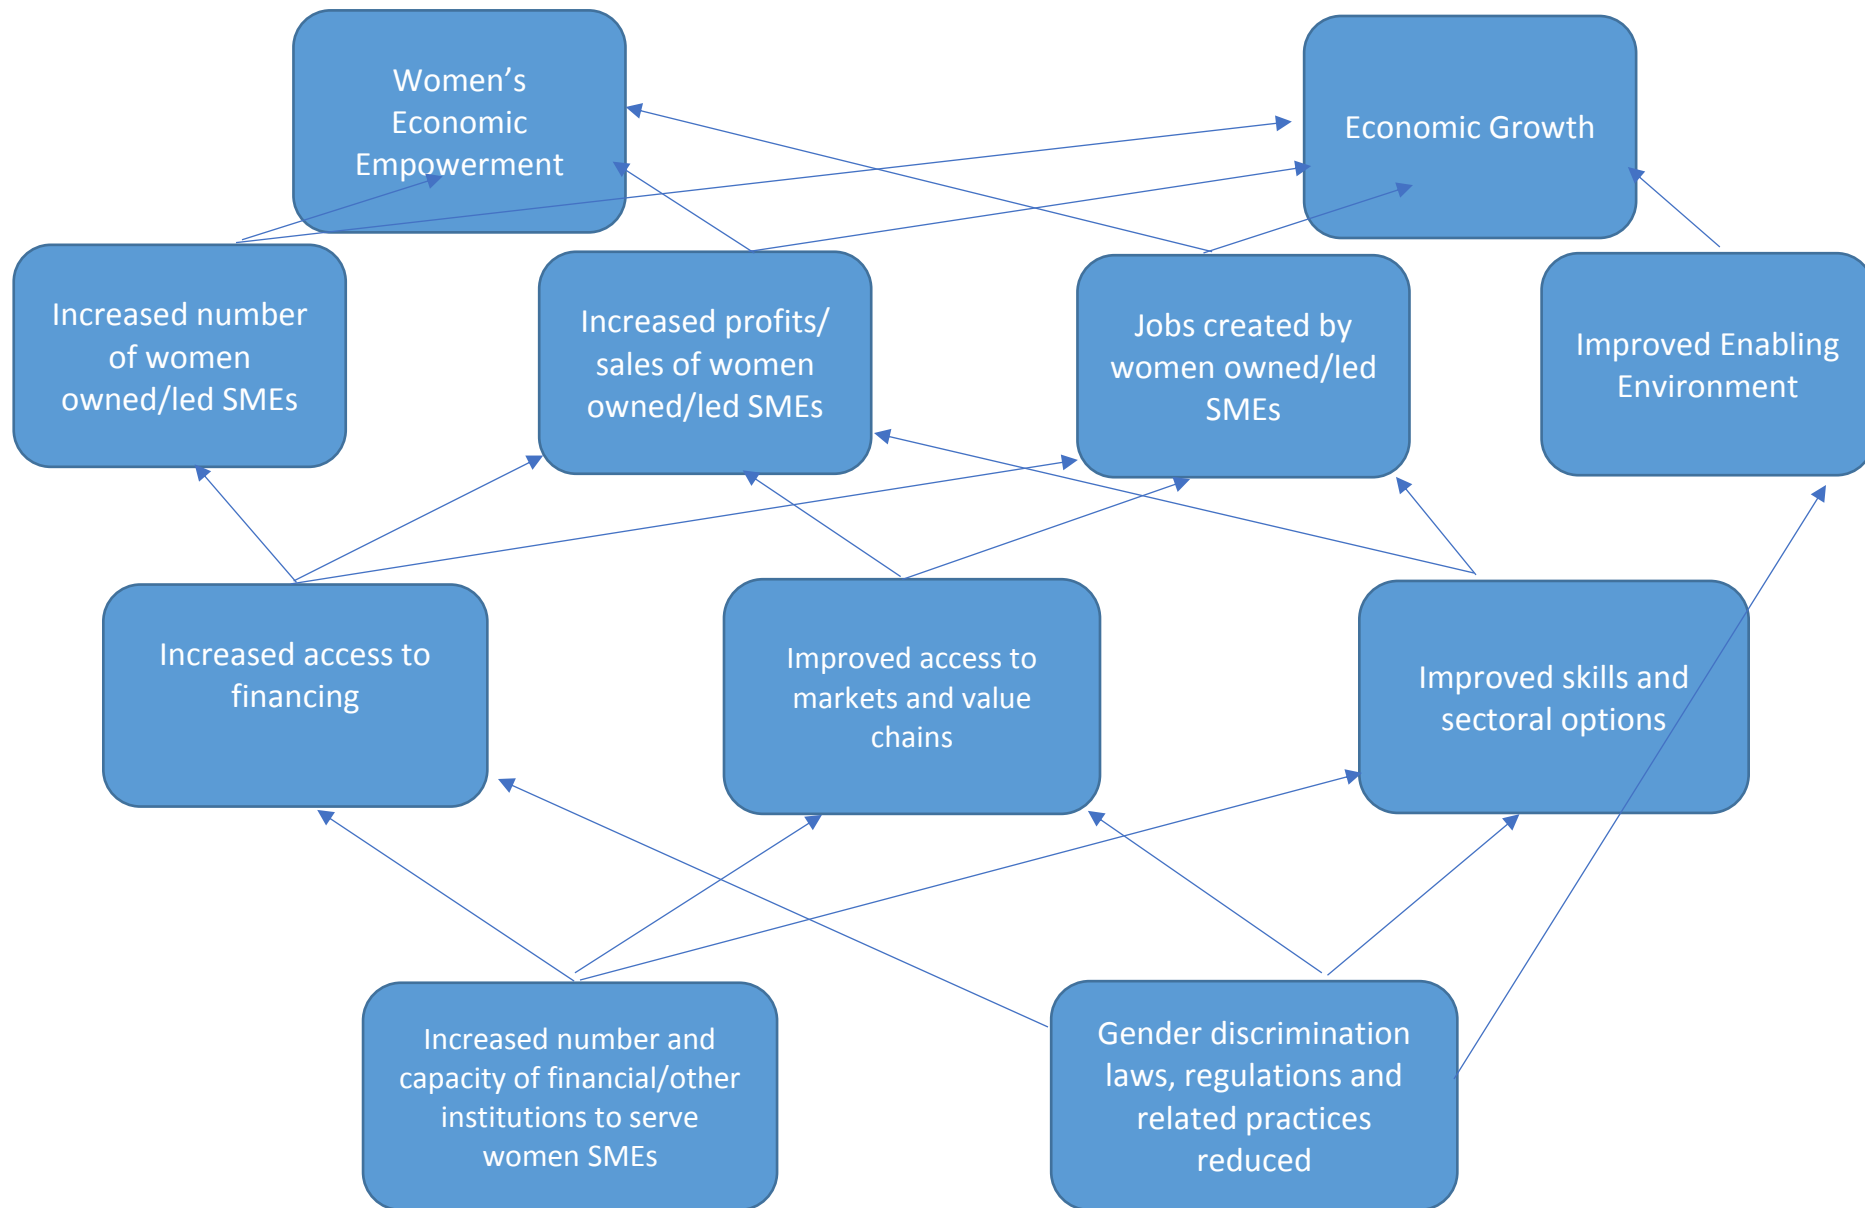 Women’s
Economic
Empowerment
Economic Growth
Increased number
of women
owned/led SMEs
Increased profits/
sales of women
owned/led SMEs
Jobs created by
women owned/led
SMEs
Improved Enabling
Environment
Increased access to
financing
Improved access to
markets and value
chains
Improved skills and
sectoral options
Increased number and
capacity of financial/other
institutions to serve
women SMEs
Gender discrimination
laws, regulations and
related practices
reduced